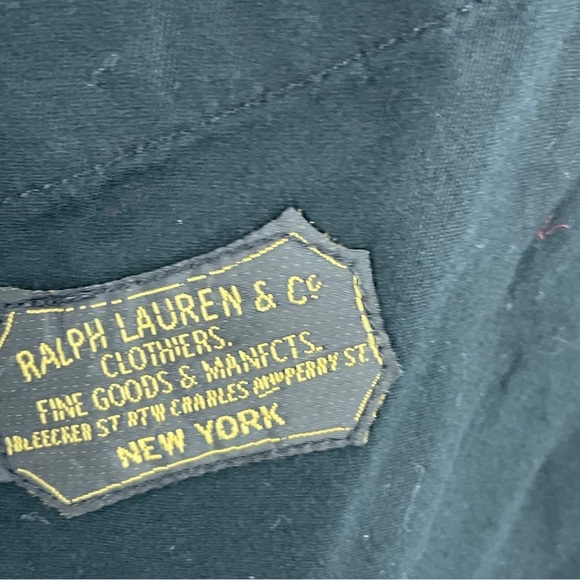 RALPH LAUREN & Co
CLOTHIERS.
FINE GOODS & MANFCTS.
BLEECKER ST BTW CHARLES AND PERRY ST.
NEW YORK